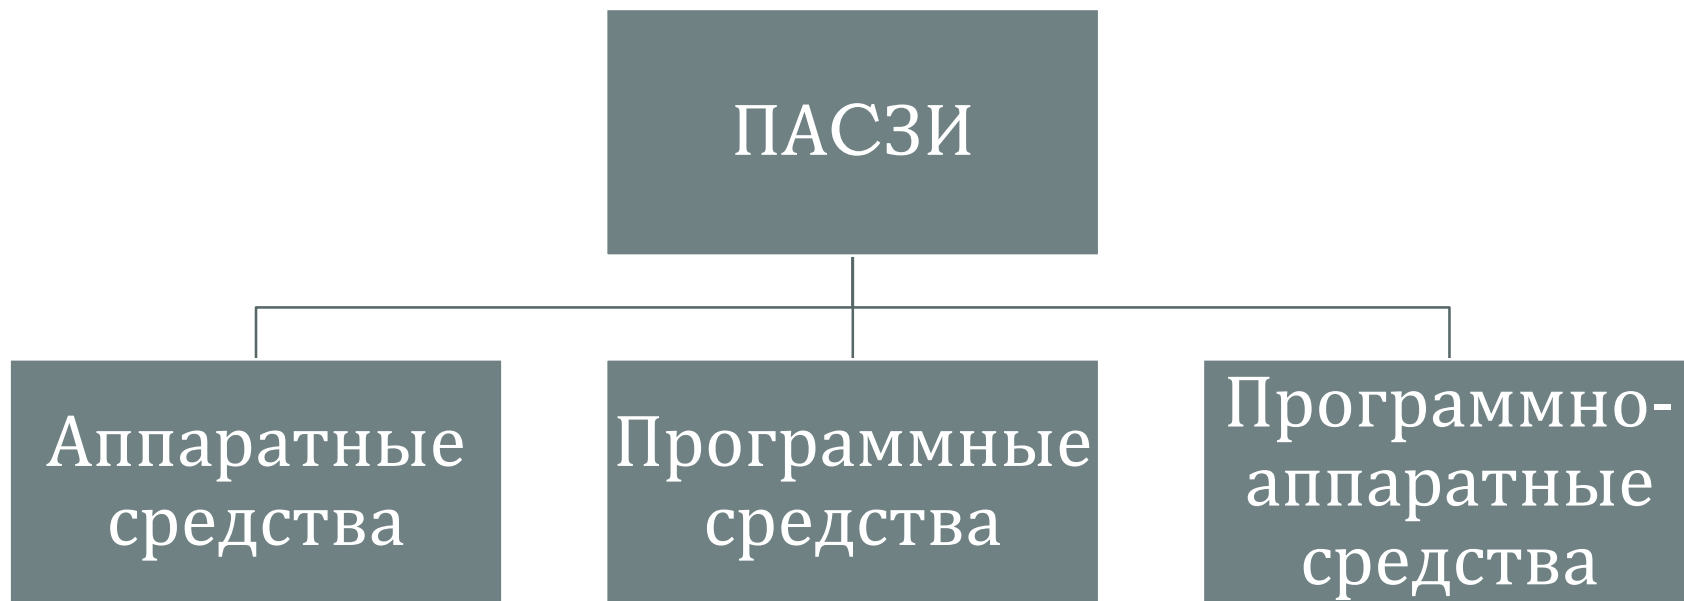 ПАСЗИ
Аппаратные
средства
Программные
средства
Программно-
аппаратные
средства